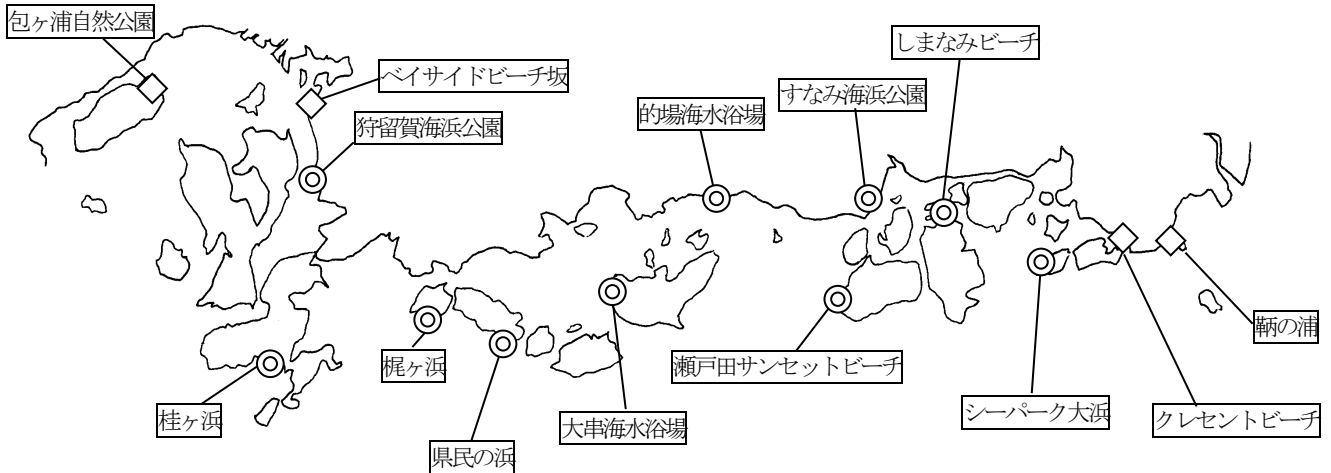 包ヶ浦自然公園
しまなみビーチ
ベイサイドビーチ坂
すなみ海浜公園
的場海水浴場
狩留賀海浜公園
鞆の浦
梶ヶ浜
瀬戸田サンセットビーチ
シーパーク大浜
クレセントビーチ
桂ヶ浜
大串海水浴場
県民の浜